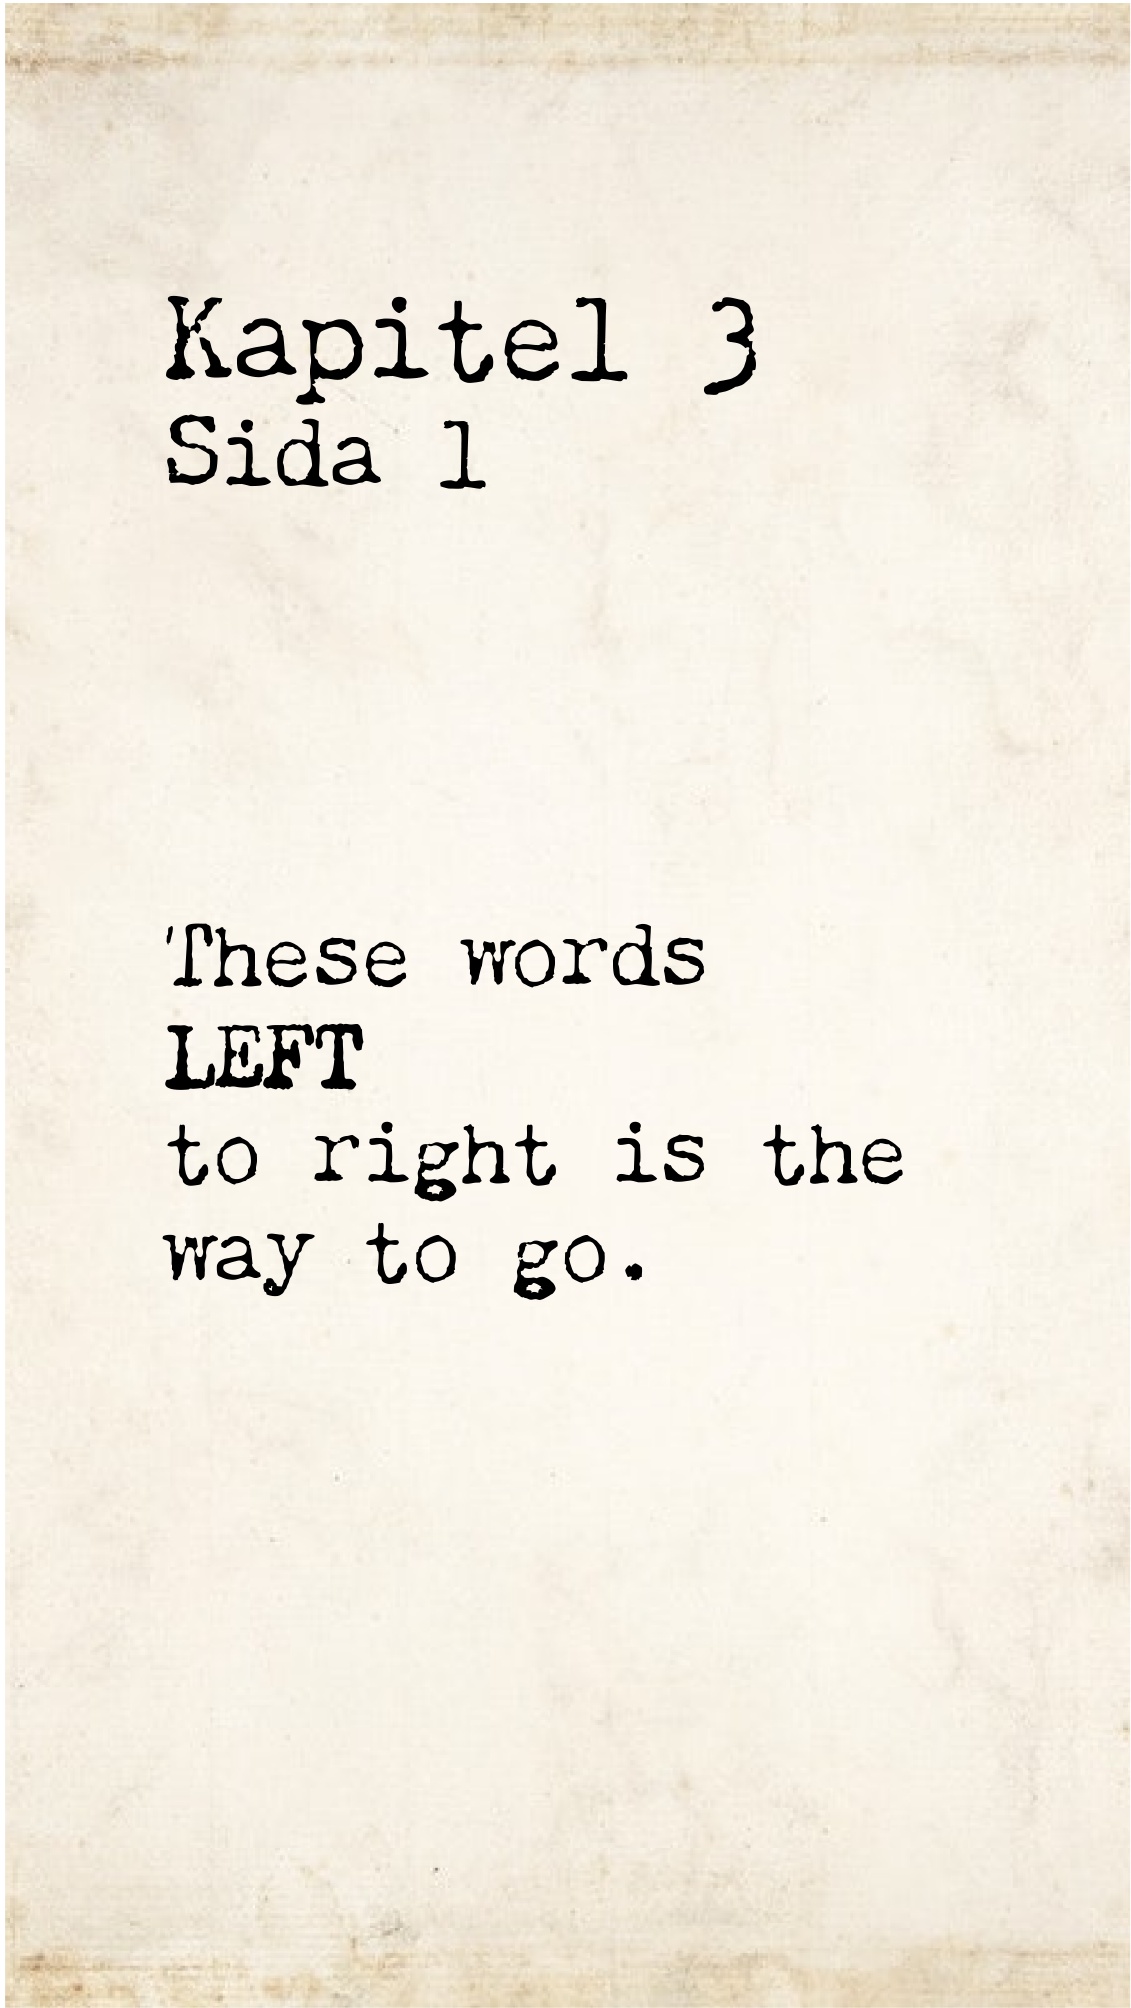 Kapitel 3
Sida 1
These words
LEFT
to right is the
way to go.